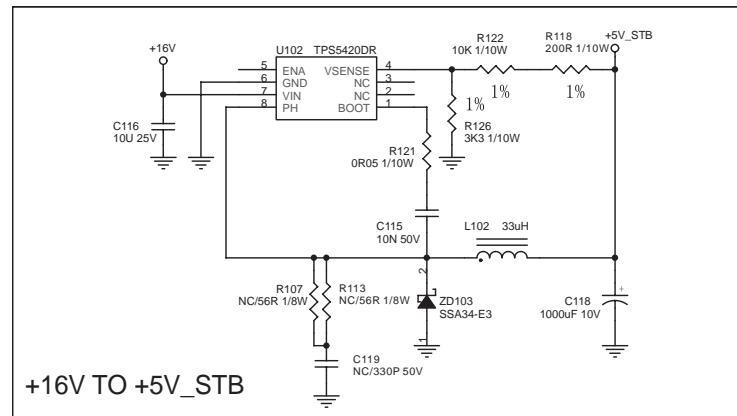 +16V
U102 TPS5420DR
R122
10K 1/10W
R118
200R 1/10W
+5V_STB
5 ENA VSENSE 4
6 GND NC 3
7 VIN NC 2
8 PH BOOT 1
1%
1%
1%
C116
10U 25V
R126
3K3 1/10W
R121
0R05 1/10W
C115
10N 50V
L102 33uH
R107
NC/56R 1/8W
R113
NC/56R 1/8W
2
ZD103
SSA34-E3
1
+
C118
1000uF 10V
C119
NC/330P 50V
+16V TO +5V_STB